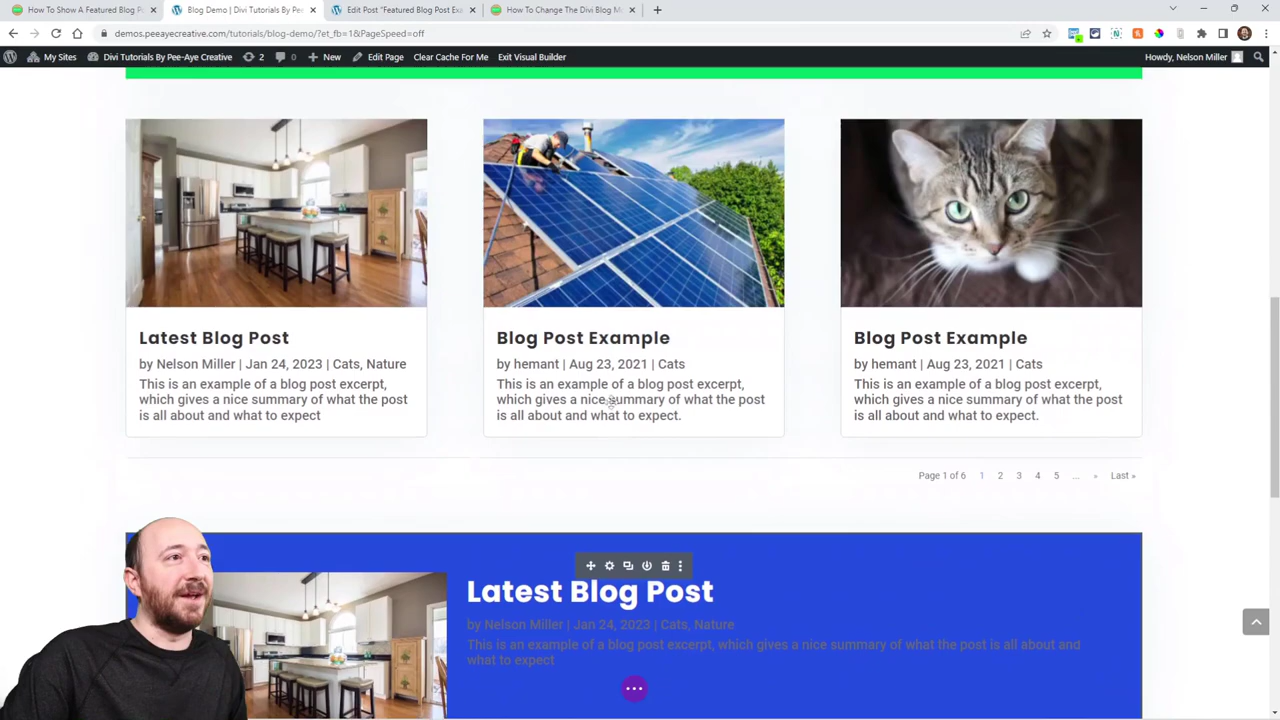 How To Show A Featured Blog P
Blog Demo | Divi Tutorials By Pee
Edit Post "Featured Blog Post Exa
How To Change The Divi Blog M
demos.peeayecreative.com/tutorials/blog-demo/?et_fb=1&PageSpeed=off
My Sites
Divi Tutorials By Pee-Aye Creative
2
0
New
Edit Page
Clear Cache For Me
Exit Visual Builder
Howdy, Nelson Miller
Latest Blog Post
by Nelson Miller | Jan 24, 2023 | Cats, Nature
This is an example of a blog post excerpt,
which gives a nice summary of what the post
is all about and what to expect
Blog Post Example
by hemant | Aug 23, 2021 | Cats
This is an example of a blog post excerpt,
which gives a nice summary of what the post
is all about and what to expect.
Blog Post Example
by hemant | Aug 23, 2021 | Cats
This is an example of a blog post excerpt,
which gives a nice summary of what the post
is all about and what to expect.
Page 1 of 6 1 2 3 4 5 ... » Last »
Latest Blog Post
by Nelson Miller | Jan 24, 2023 | Cats, Nature
This is an example of a blog post excerpt, which gives a nice summary of what the post is all about and
what to expect